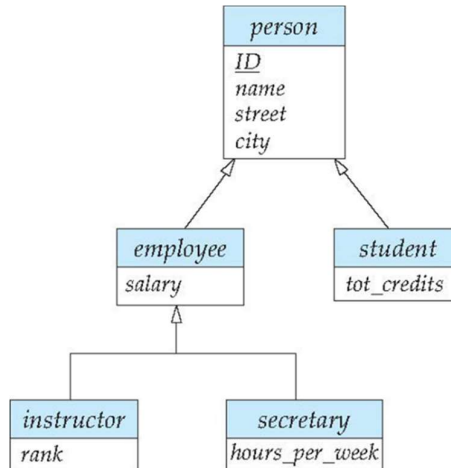 person
ID
name
street
city
employee
salary
student
tot_credits
instructor
rank
secretary
hours_per_week